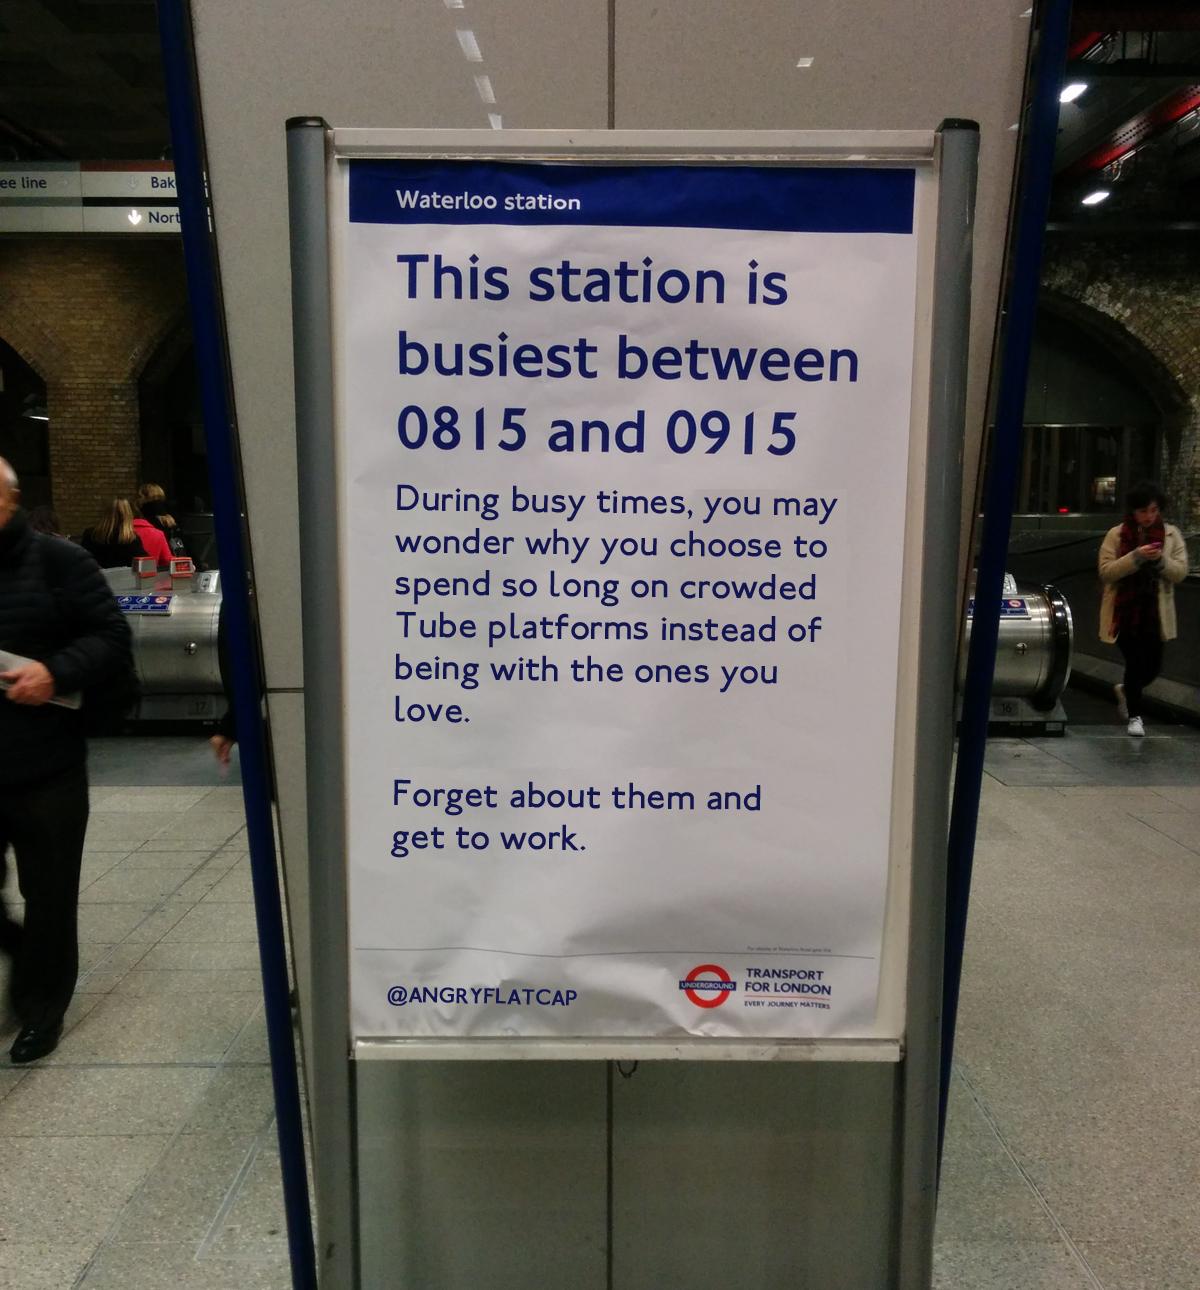 ee line
Bak
Nort
Waterloo station
This station is
busiest between
0815 and 0915
During busy times, you may
wonder why you choose to
spend so long on crowded
Tube platforms instead of
being with the ones you
love.
Forget about them and
get to work.
@ANGRYFLATCAP
UNDERGROUND
TRANSPORT
FOR LONDON
EVERY JOURNEY MATTERS
17
16